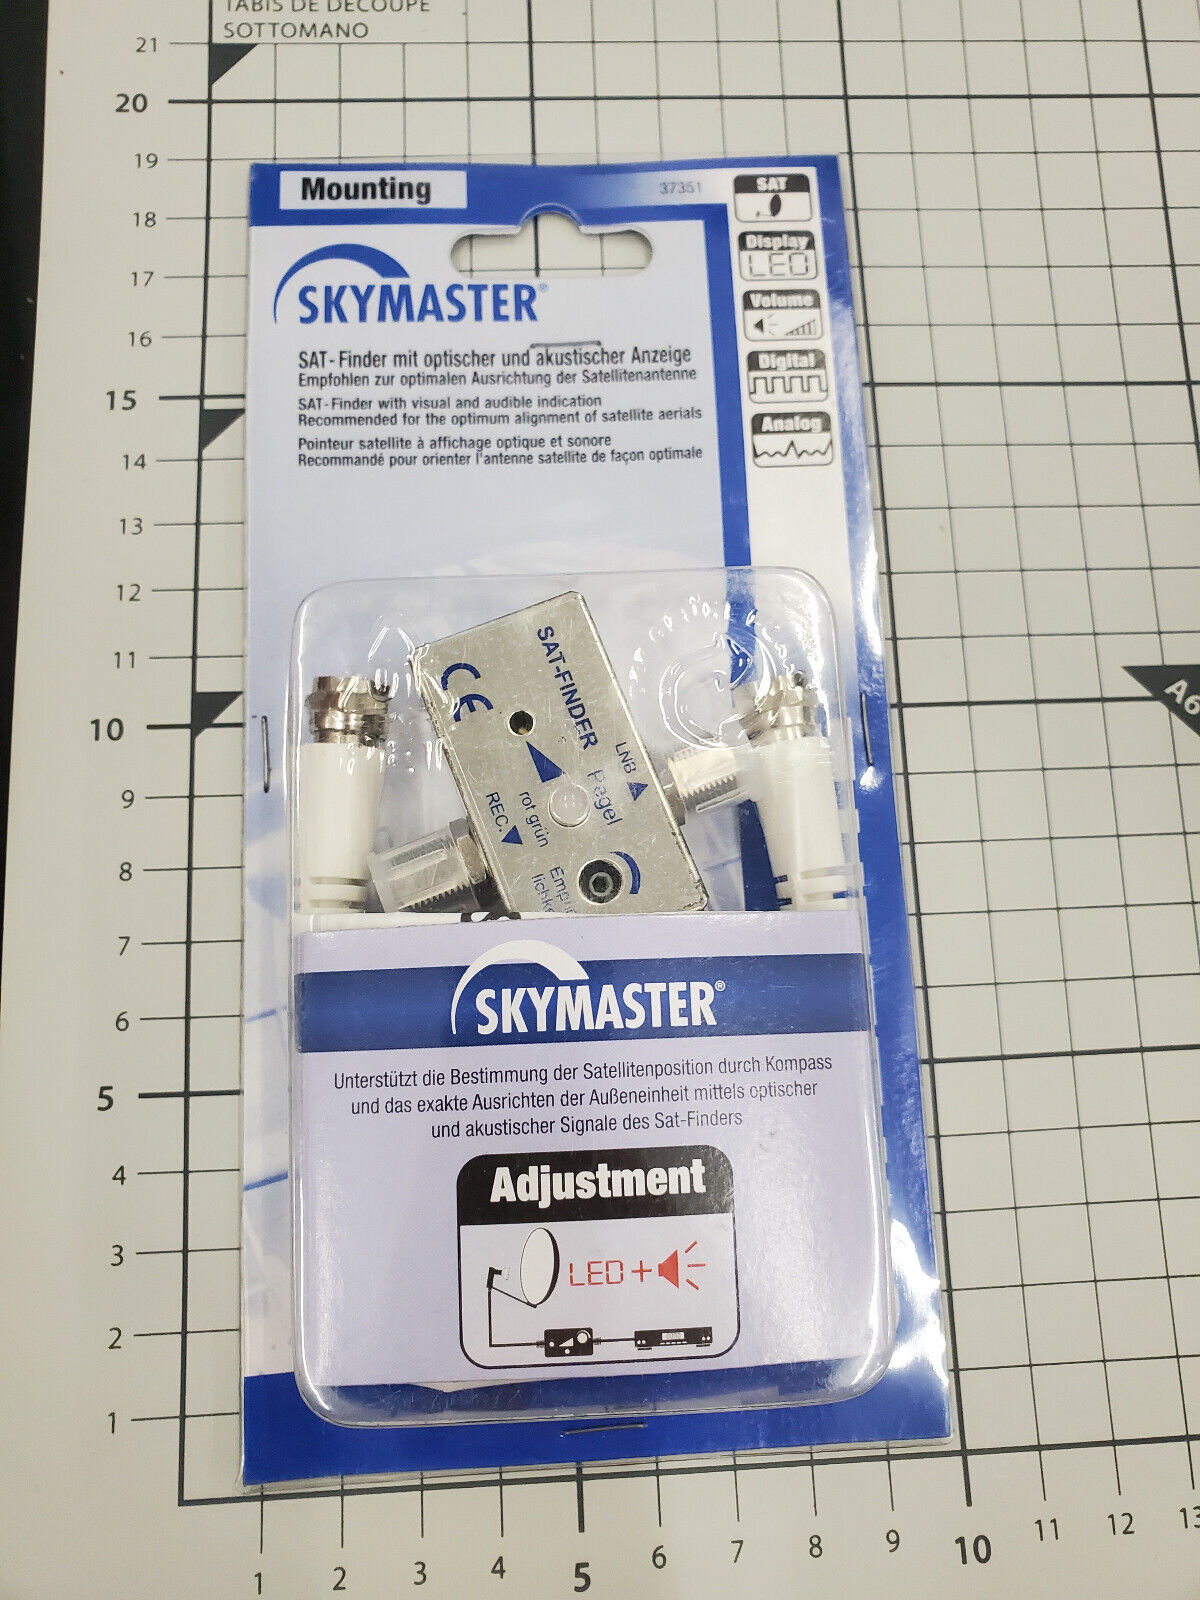 TABIS DE DÉCOUPE
SOTTOMANO
Mounting
37351
SAT
Display
LED
Volume
Digital
Analog
SKYMASTER®
SAT-Finder mit optischer und akustischer Anzeige
Empfohlen zur optimalen Ausrichtung der Satellitenantenne
SAT-Finder with visual and audible indication
Recommended for the optimum alignment of satellite aerials
Pointeur satellite à affichage optique et sonore
Recommandé pour orienter l'antenne satellite de façon optimale
SAT-FINDER
CE
LNB
Pegel
rot grün
REC.
SKYMASTER®
Unterstützt die Bestimmung der Satellitenposition durch Kompass
und das exakte Ausrichten der Außeneinheit mittels optischer
und akustischer Signale des Sat-Finders
Adjustment
LED+
21
20
19
18
17
16
15
14
13
12
11
10
9
8
7
6
5
4
3
2
1
1 2 3 4 5 6 7 8 9 10 11 12 13
A6